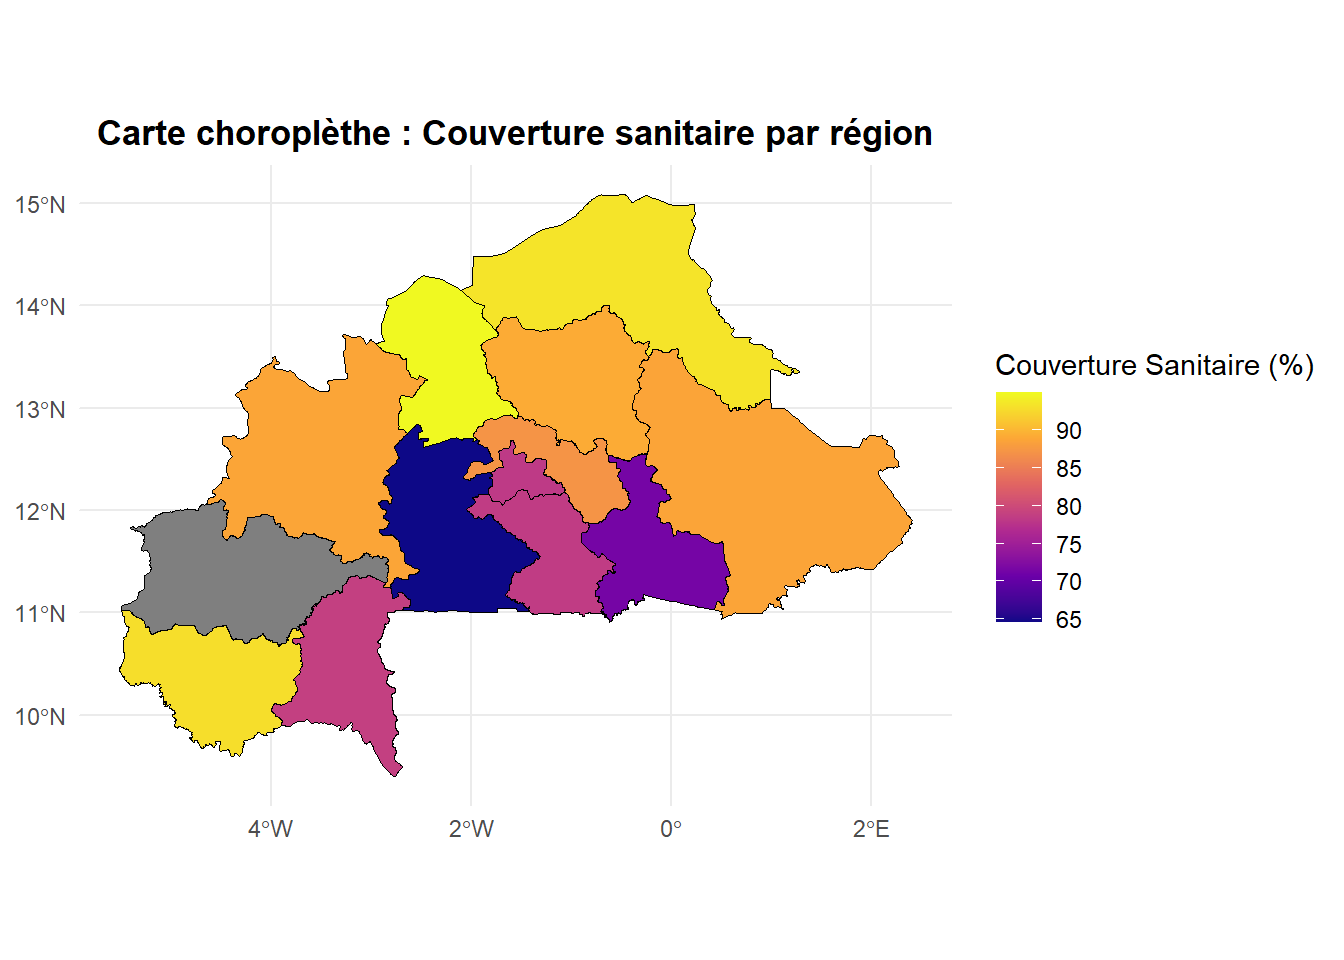 Carte choroplèthe : Couverture sanitaire par région
15°N
14°N
13°N
12°N
11°N
10°N
4°W
2°W
0°
2°E
Couverture Sanitaire (%)
90
85
80
75
70
65